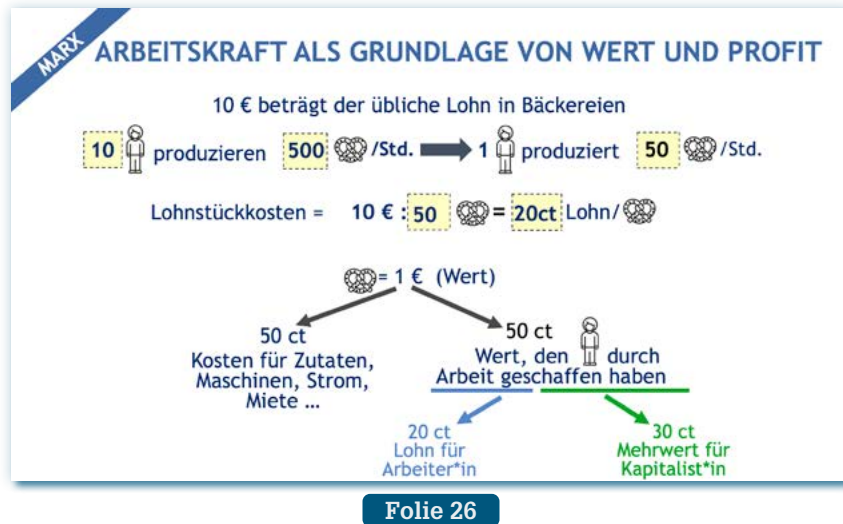 MARX
ARBEITSKRAFT ALS GRUNDLAGE VON WERT UND PROFIT
10 € beträgt der übliche Lohn in Bäckereien
10 produzieren 500 /Std. 1 produziert 50 /Std.
Lohnstückkosten = 10 € : 50 = 20ct Lohn/
= 1 € (Wert)
50 ct
Kosten für Zutaten,
Maschinen, Strom,
Miete ...
50 ct
Wert, den durch
Arbeit geschaffen haben
20 ct
Lohn für
Arbeiter*in
30 ct
Mehrwert für
Kapitalist*in
Folie 26